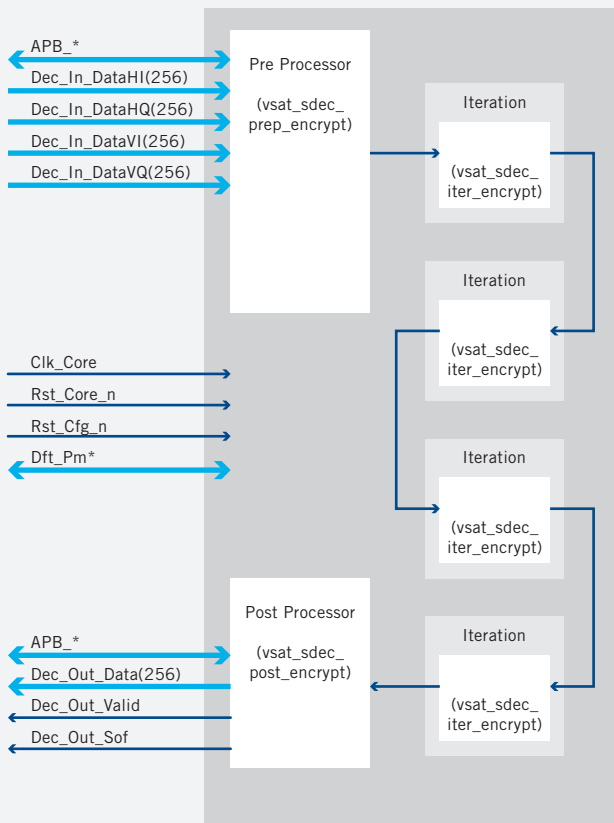 APB_*
Dec_In_DataHI(256)
Dec_In_DataHQ(256)
Dec_In_DataVI(256)
Dec_In_DataVQ(256)
Pre Processor
(vsat_sdec_
prep_encrypt)
Iteration
(vsat_sdec_
iter_encrypt)
Iteration
(vsat_sdec_
iter_encrypt)
Clk_Core
Rst_Core_n
Rst_Cfg_n
Dft_Pm*
Iteration
(vsat_sdec_
iter_encrypt)
Post Processor
(vsat_sdec_
post_encrypt)
APB_*
Dec_Out_Data(256)
Dec_Out_Valid
Dec_Out_Sof
Iteration
(vsat_sdec_
iter_encrypt)